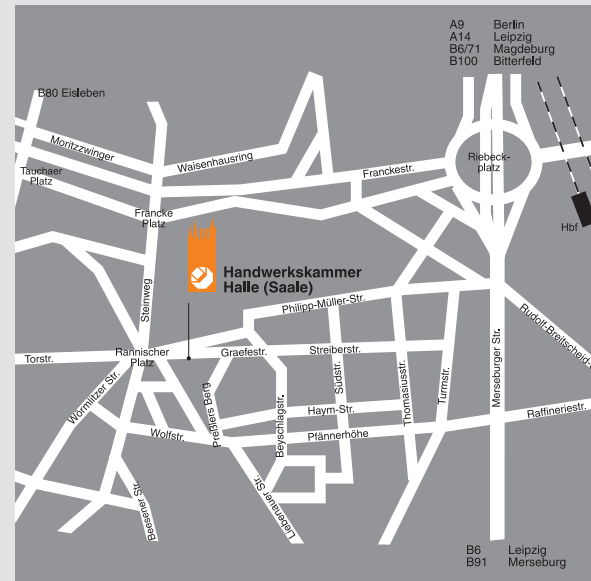 A9 Berlin
A14 Leipzig
B6/71 Magdeburg
B100 Bitterfeld
B80 Eisleben
Moritzzwinger
Waisenhausring
Riebeck-
platz
Tauchaer
Platz
Franckestr.
Francke
Platz
Hbf
Handwerkskammer
Halle (Saale)
Steinweg
Philipp-Müller-Str.
Rudolf-Breitscheid-
Torstr.
Rannischer
Platz
Graefestr.
Streiberstr.
Merseburger Str.
Südstr.
Thomasiusstr.
Turmstr.
Wörmlitzer Str.
Preßlers Berg
Beyschlagstr.
Haym-Str.
Raffineriestr.
Wolfstr.
Pfännerhöhe
Liebenauer Str.
Beesener Str.
B6 Leipzig
B91 Merseburg